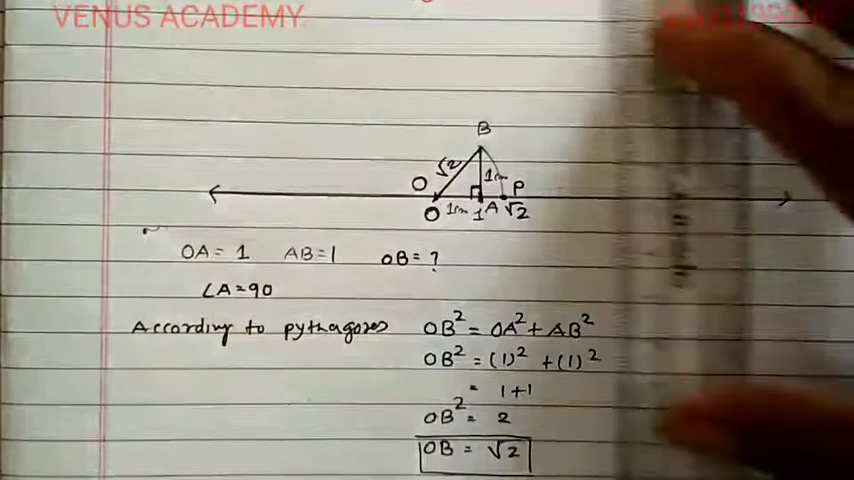 VENUS ACADEMY.
B
√2
1cm
O
P
O 1cm 1 A √2
OA = 1 AB = 1 OB = ?
∠A = 90
According to pythagores OB² = OA² + AB²
OB² = (1)² + (1)²
= 1+1
OB² = 2
OB = √2